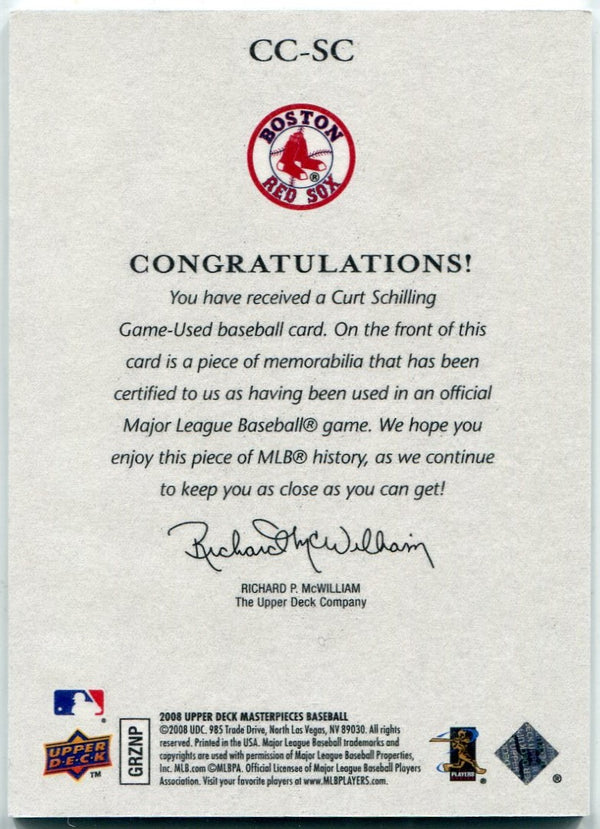 CC-SC
BOSTON
RED SOX
®
CONGRATULATIONS!
You have received a Curt Schilling
Game-Used baseball card. On the front of this
card is a piece of memorabilia that has been
certified to us as having been used in an official
Major League Baseball® game. We hope you
enjoy this piece of MLB® history, as we continue
to keep you as close as you can get!
Richard P. McWilliam
RICHARD P. McWILLIAM
The Upper Deck Company
UPPER
D·E·C·K
TM
GRZNP
2008 UPPER DECK MASTERPIECES BASEBALL
©2008 UDC. 985 Trade Drive, North Las Vegas, NV 89030. All rights
reserved. Printed in the USA. Major League Baseball trademarks and
copyrights are used with permission of Major League Baseball Properties,
Inc. MLB.com ©MLBPA. Official Licensee of Major League Baseball Players
Association. Visit your favorite players at www.MLBPLAYERS.com.
PLAYERS
®